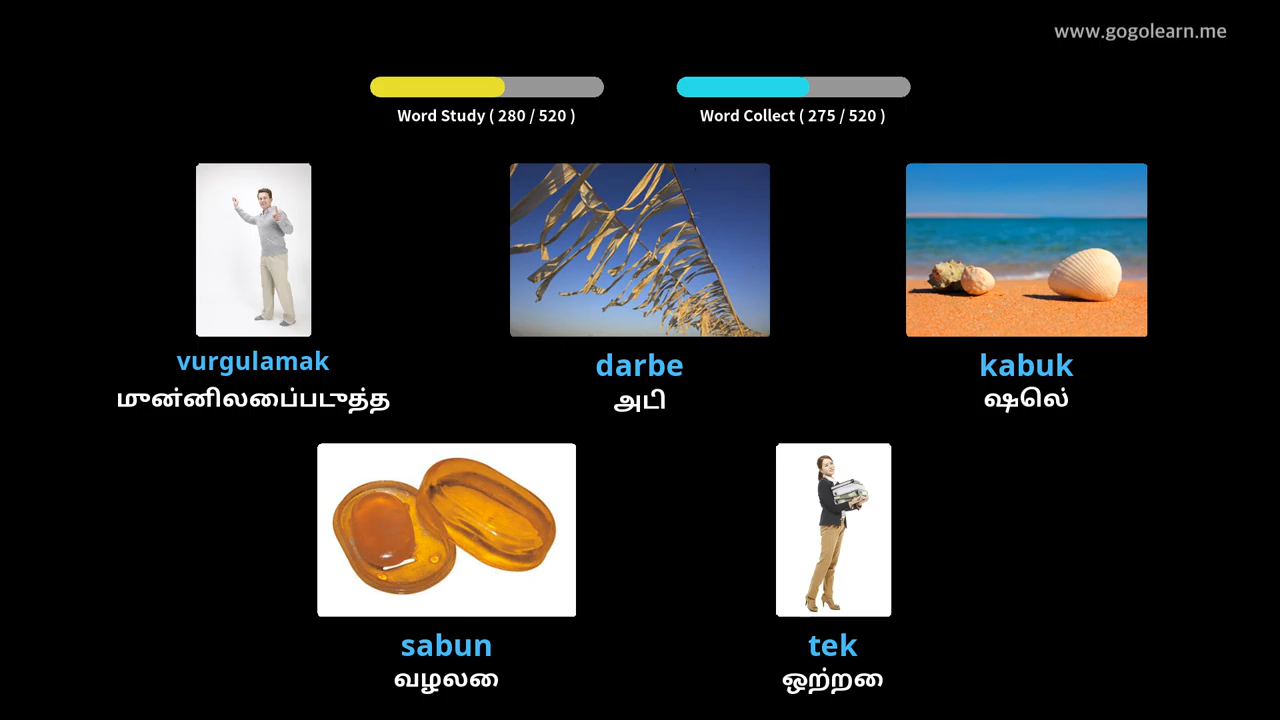 www.gogolearn.me
Word Study ( 280 / 520 )
Word Collect ( 275 / 520 )
vurgulamak
முன்னிலைப்படுத்த
darbe
அடி
kabuk
ஷெல்
sabun
வழலை
tek
ஒற்றை